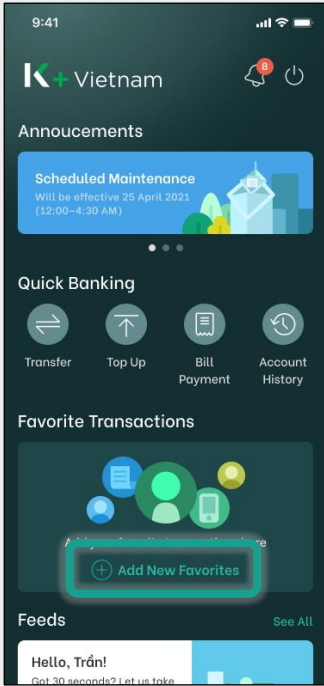 9:41
K+ Vietnam
8
Annoucements
Scheduled Maintenance
Will be effective 25 April 2021
(12:00–4:30 AM)
Quick Banking
Transfer
Top Up
Bill
Payment
Account
History
Favorite Transactions
Add New Favorites
Feeds
See All
Hello, Trần!
Got 30 seconds? Let us take